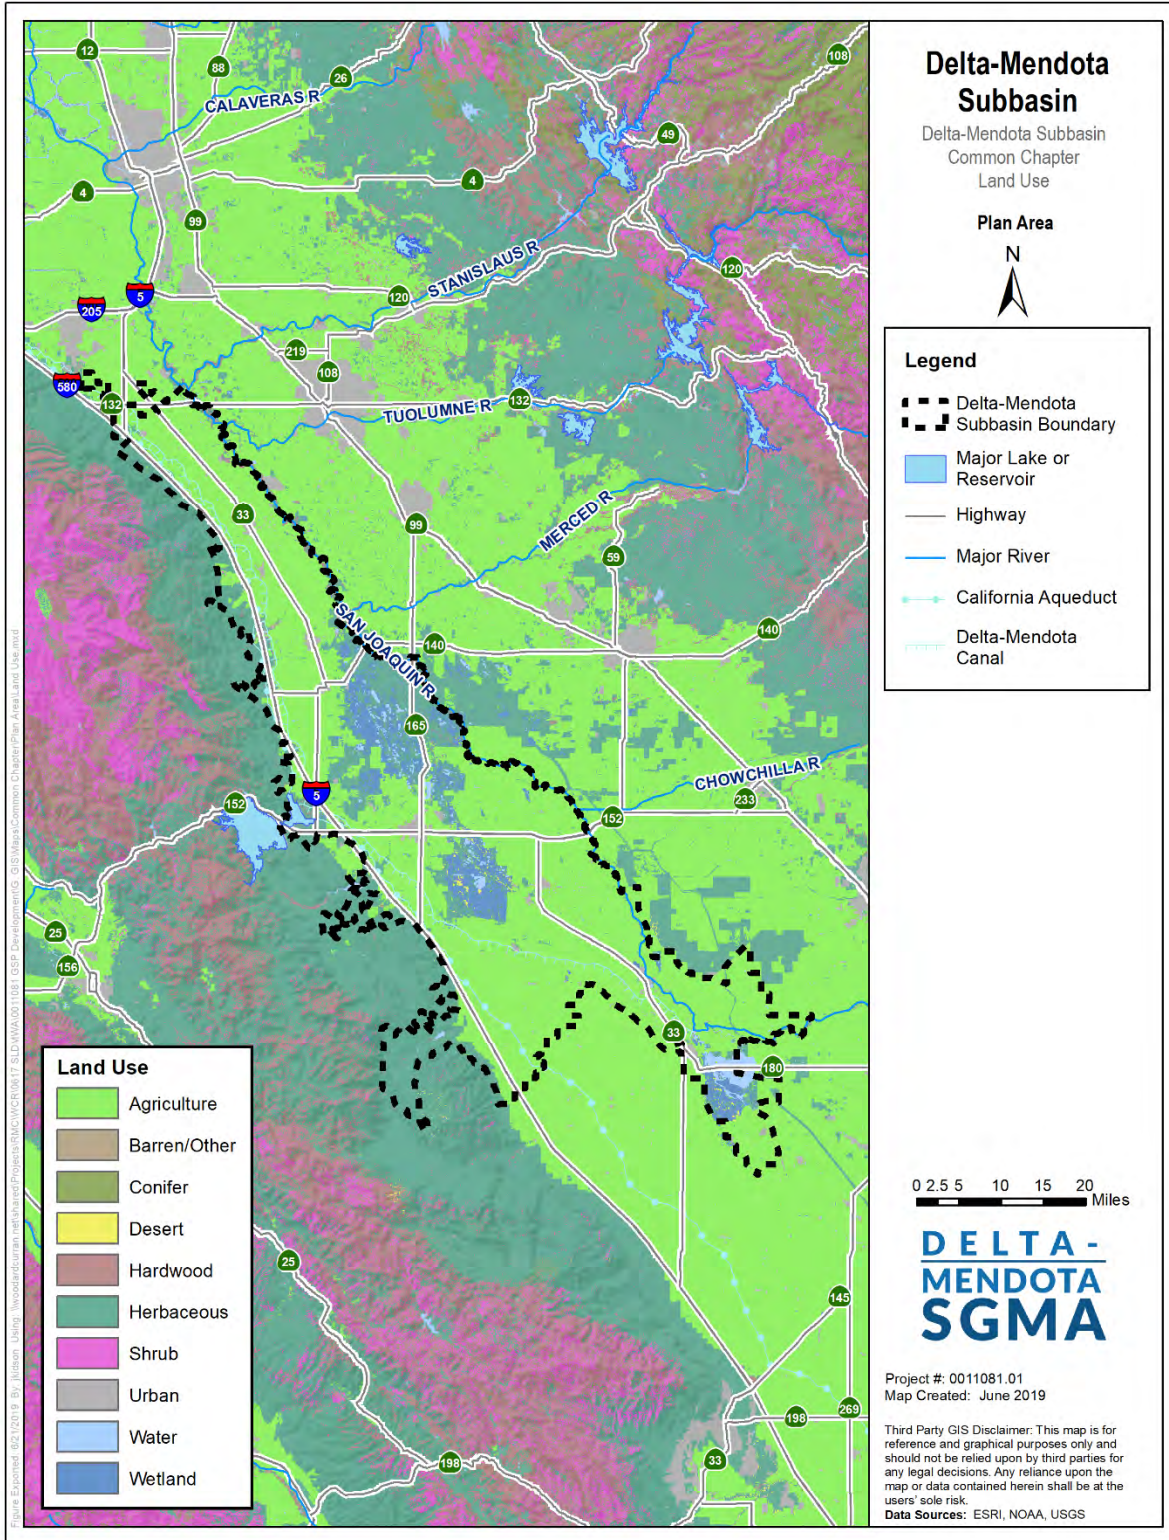 Delta-Mendota
Subbasin
Delta-Mendota Subbasin
Common Chapter
Land Use
Plan Area
N
Legend
Delta-Mendota
Subbasin Boundary
Major Lake or
Reservoir
Highway
Major River
California Aqueduct
Delta-Mendota
Canal
0 2.5 5 10 15 20
Miles
DELTA-
MENDOTA
SGMA
Project #: 0011081.01
Map Created: June 2019
Third Party GIS Disclaimer: This map is for
reference and graphical purposes only and
should not be relied upon by third parties for
any legal decisions. Any reliance upon the
map or data contained herein shall be at the
users' sole risk.
Data Sources: ESRI, NOAA, USGS
12
88
26
108
CALAVERAS R
49
4
4
99
STANISLAUS R
120
5
205
120
219
108
580
132
TUOLUMNE R
132
33
99
MERCED R
59
SAN JOAQUIN R
140
140
165
CHOWCHILLA R
5
152
233
152
25
156
33
180
Land Use
Agriculture
Barren/Other
Conifer
Desert
Hardwood
Herbaceous
Shrub
Urban
Water
Wetland
25
145
198
269
198
33
Figure Exported: 6/21/2019